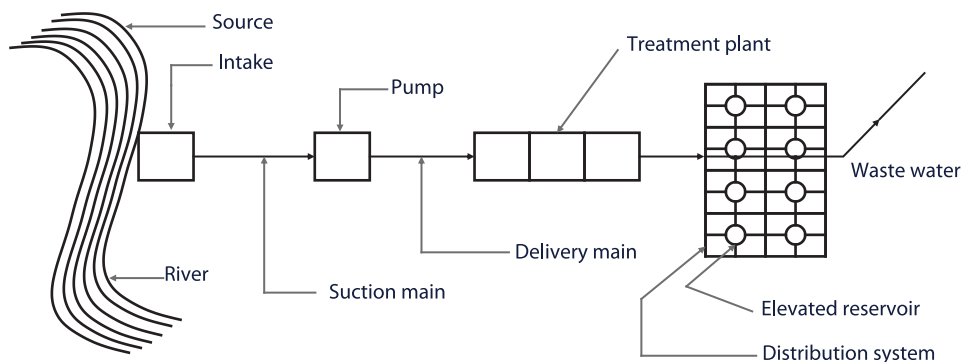 Source
Intake
Treatment plant
Pump
Waste water
Delivery main
River
Suction main
Elevated reservoir
Distribution system